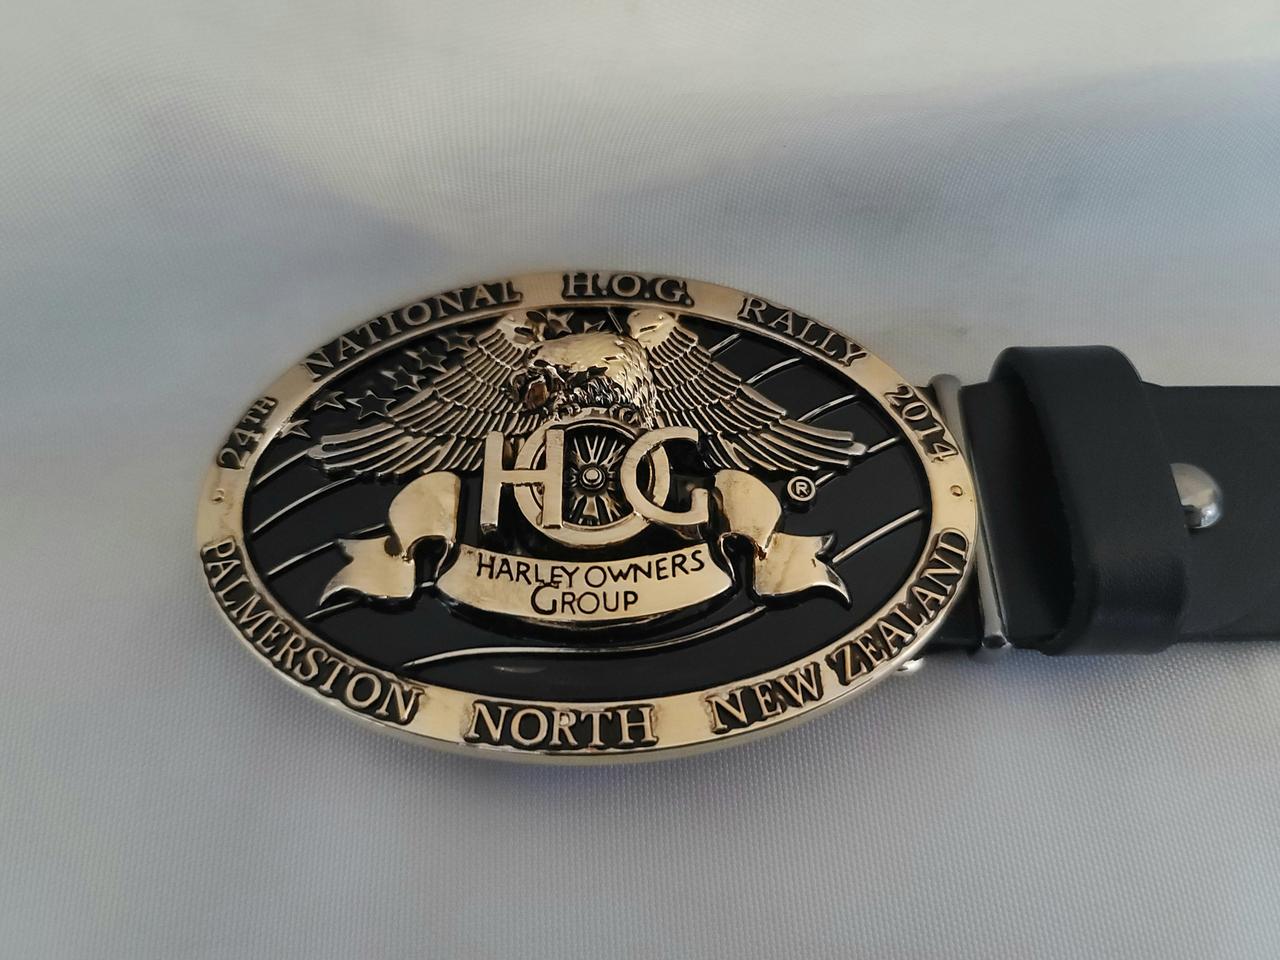 24TH NATIONAL H.O.G. RALLY 2014
HOG ®
HARLEY OWNERS
GROUP
PALMERSTON NORTH NEW ZEALAND